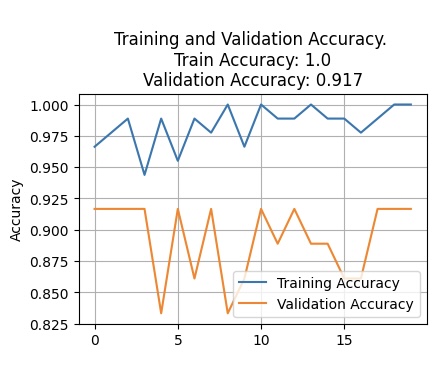 Training and Validation Accuracy.
Train Accuracy: 1.0
Validation Accuracy: 0.917
1.000
0.975
0.950
0.925
0.900
0.875
0.850
0.825
Accuracy
Training Accuracy
Validation Accuracy
0 5 10 15